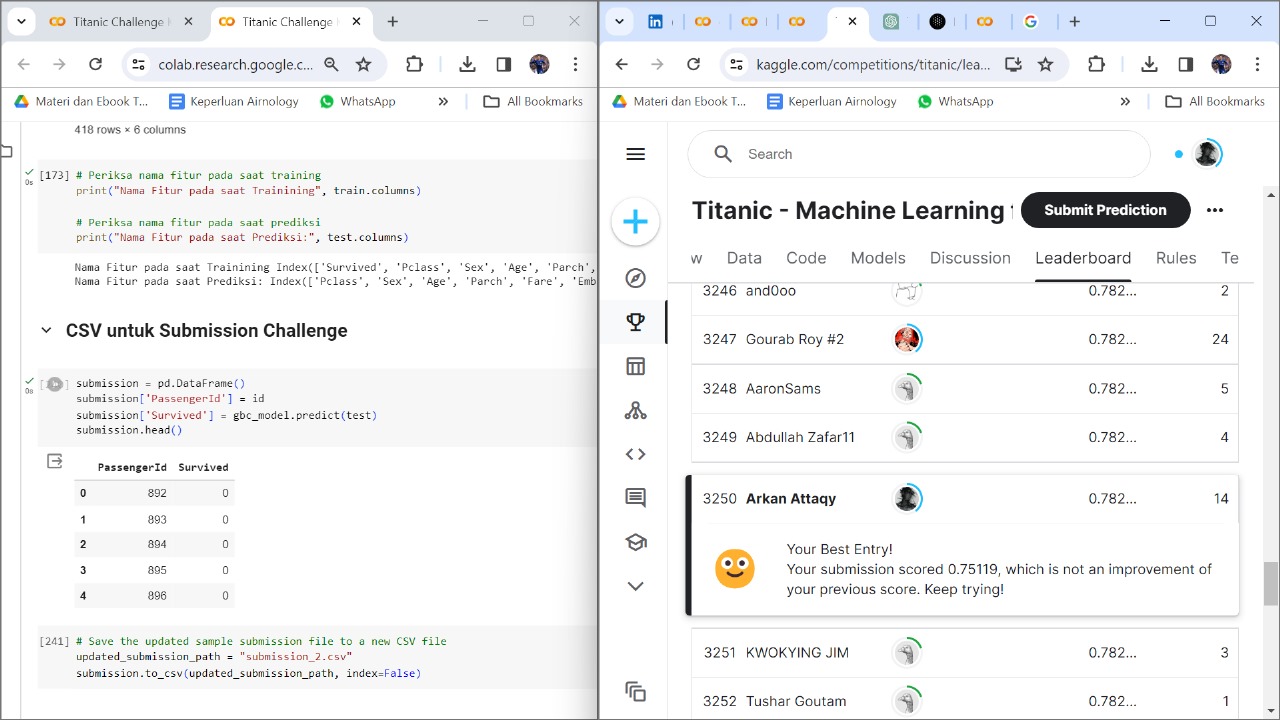 Titanic Challenge
Titanic Challenge
colab.research.google.c...
Materi dan Ebook T...
Keperluan Airnology
WhatsApp
»
All Bookmarks
418 rows × 6 columns
[173] # Periksa nama fitur pada saat training
print("Nama Fitur pada saat Trainining", train.columns)
# Periksa nama fitur pada saat prediksi
print("Nama Fitur pada saat Prediksi:", test.columns)
0s
Nama Fitur pada saat Trainining Index(['Survived', 'Pclass', 'Sex', 'Age', 'Parch',
Nama Fitur pada saat Prediksi: Index(['Pclass', 'Sex', 'Age', 'Parch', 'Fare', 'Emb
CSV untuk Submission Challenge
submission = pd.DataFrame()
0s
submission['PassengerId'] = id
submission['Survived'] = gbc_model.predict(test)
submission.head()
PassengerId Survived
0 892 0
1 893 0
2 894 0
3 895 0
4 896 0
[241] # Save the updated sample submission file to a new CSV file
updated_submission_path = "submission_2.csv"
submission.to_csv(updated_submission_path, index=False)
kaggle.com/competitions/titanic/lea...
Materi dan Ebook T...
Keperluan Airnology
WhatsApp
»
All Bookmarks
Search
Titanic - Machine Learning
Submit Prediction
w Data Code Models Discussion Leaderboard Rules Te
3246 and0oo 0.782... 2
3247 Gourab Roy #2 0.782... 24
3248 AaronSams 0.782... 5
3249 Abdullah Zafar11 0.782... 4
3250 Arkan Attaqy 0.782... 14
Your Best Entry!
Your submission scored 0.75119, which is not an improvement of
your previous score. Keep trying!
3251 KWOKYING JIM 0.782... 3
3252 Tushar Goutam 0.782... 1